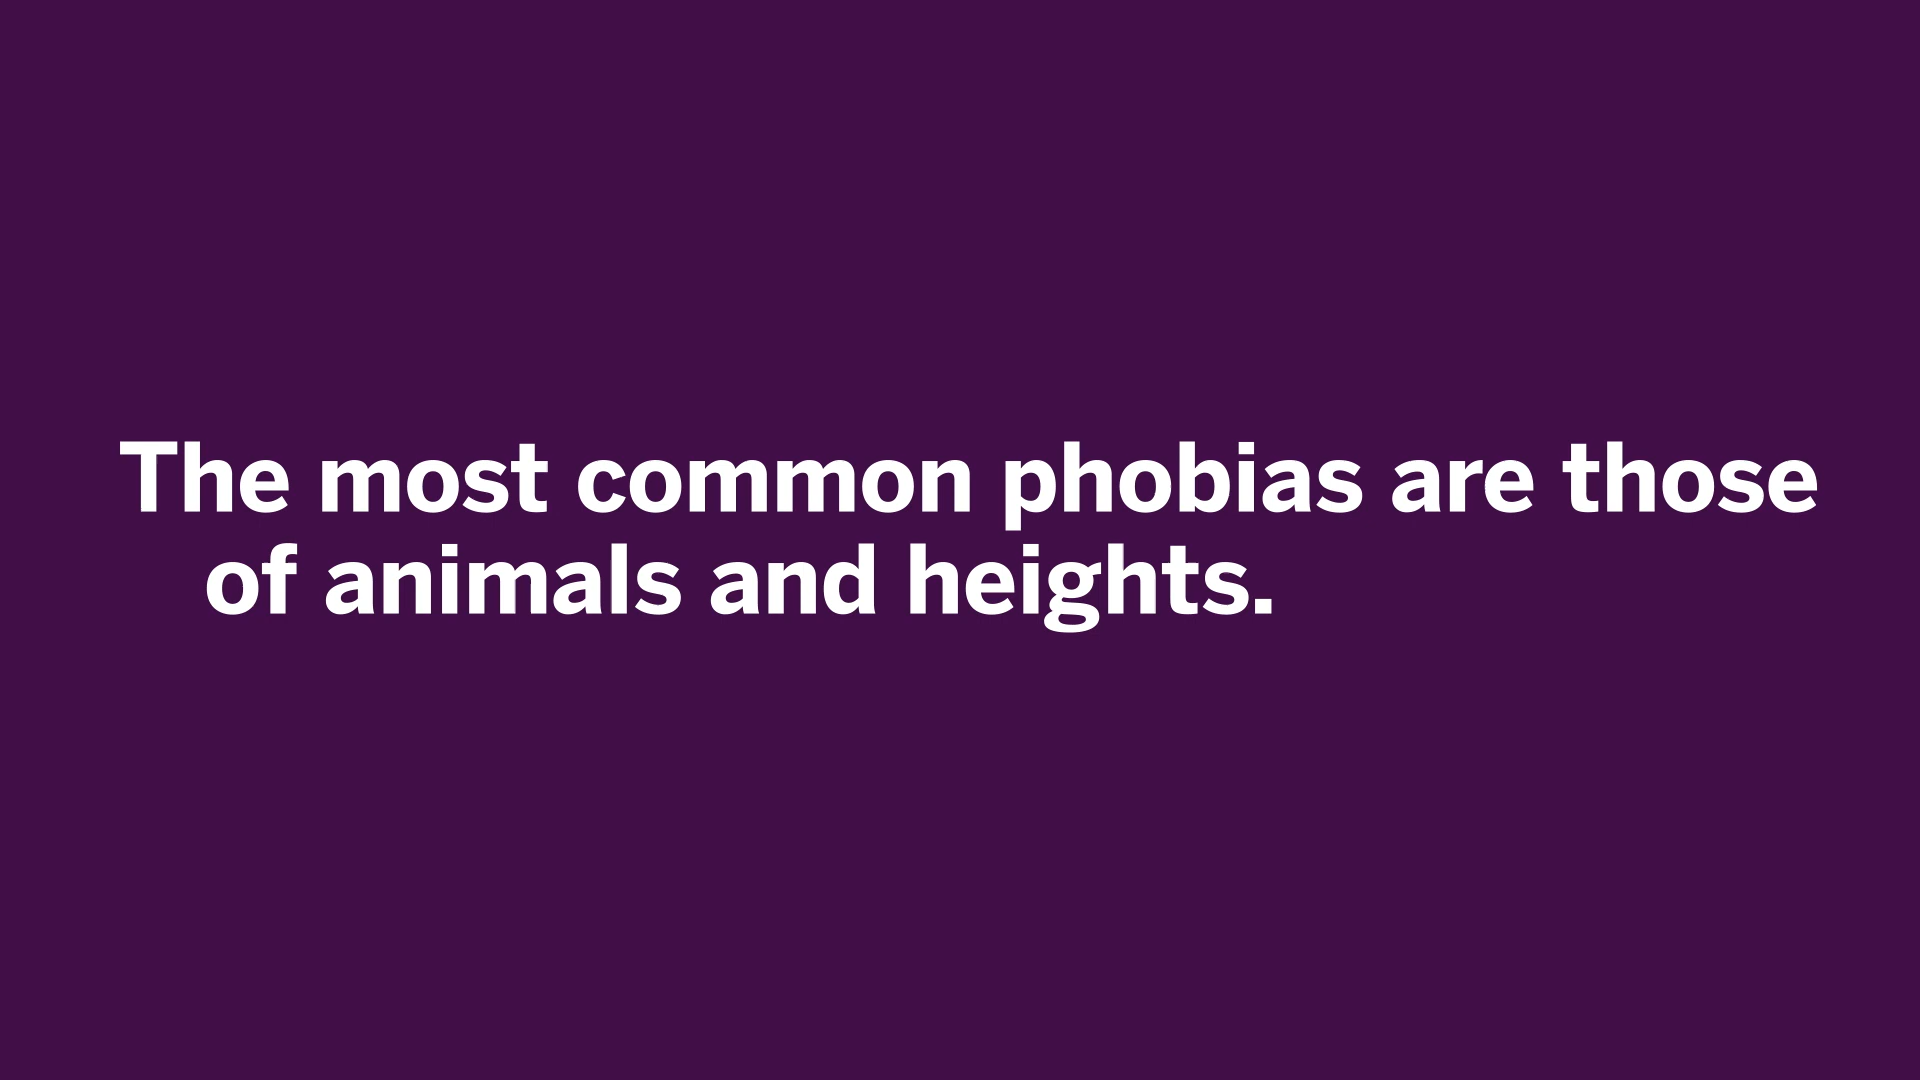 The most common phobias are those
of animals and heights.